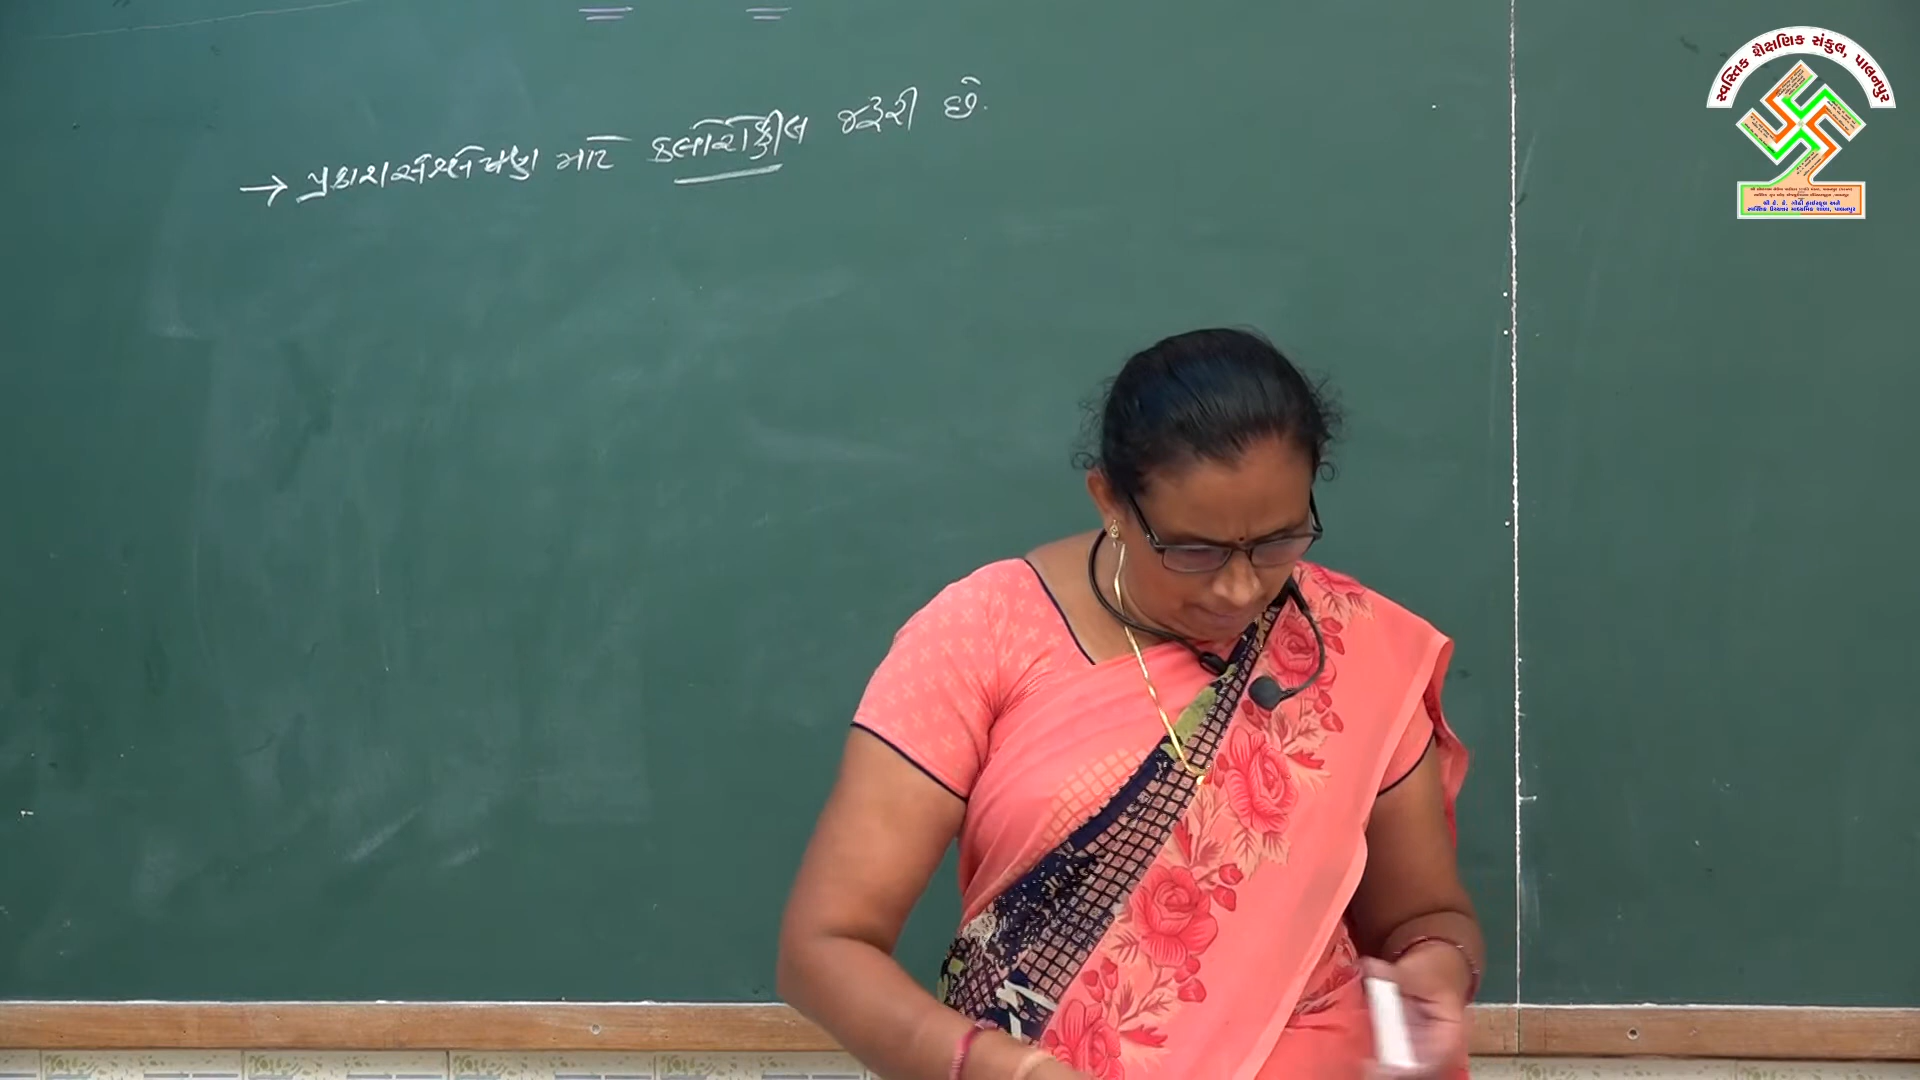 સ્વસ્તિક શૈક્ષણિક સંકુલ, પાલનપુર
→ પ્રકાશસંશ્લેષણ માટે ક્લોરોફીલ જરૂરી છે.